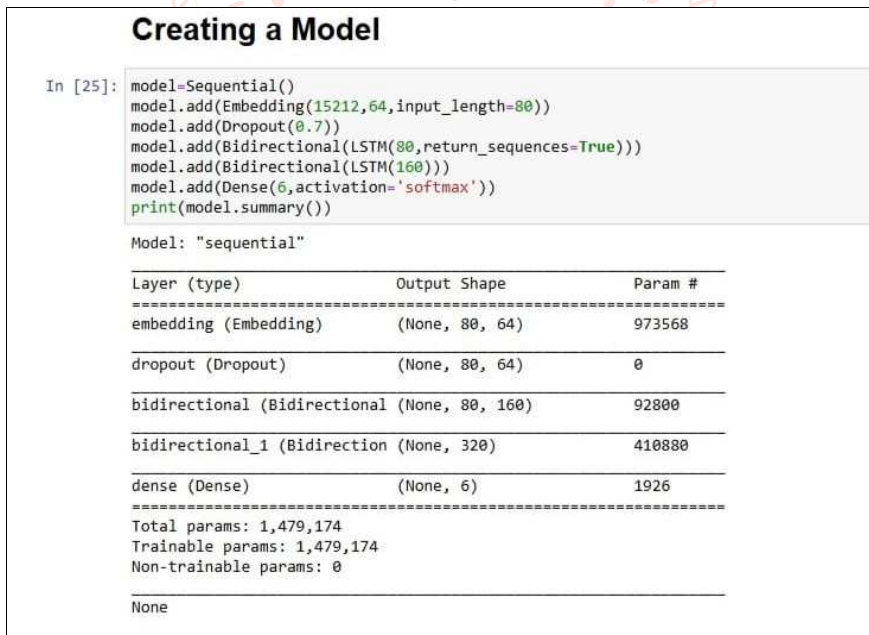 Creating a Model
In [25]: model=Sequential()
model.add(Embedding(15212,64,input_length=80))
model.add(Dropout(0.7))
model.add(Bidirectional(LSTM(80,return_sequences=True)))
model.add(Bidirectional(LSTM(160)))
model.add(Dense(6,activation='softmax'))
print(model.summary())
Model: "sequential"
Layer (type) Output Shape Param #
=================================================================
embedding (Embedding) (None, 80, 64) 973568
dropout (Dropout) (None, 80, 64) 0
bidirectional (Bidirectional (None, 80, 160) 92800
bidirectional_1 (Bidirection (None, 320) 410880
dense (Dense) (None, 6) 1926
=================================================================
Total params: 1,479,174
Trainable params: 1,479,174
Non-trainable params: 0
None